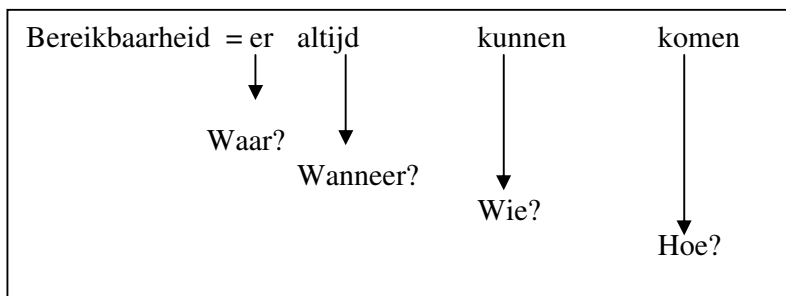 Bereikbaarheid = er altijd kunnen komen
Waar?
Wanneer?
Wie?
Hoe?